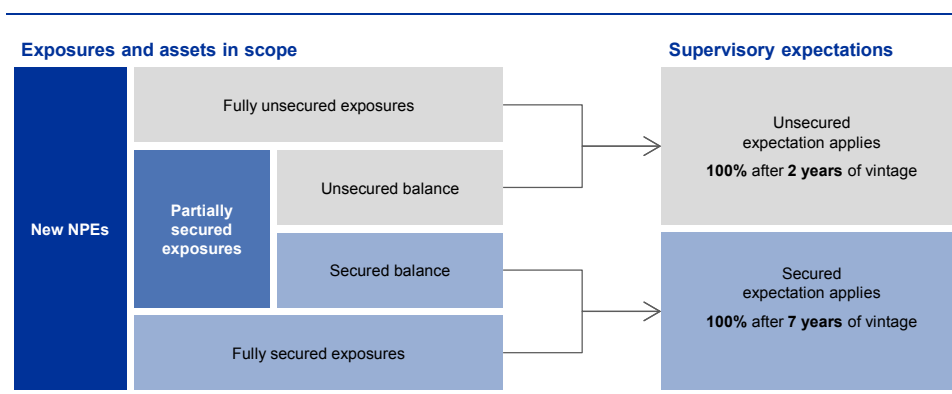 Exposures and assets in scope
Supervisory expectations
New NPEs
Fully unsecured exposures
Partially
secured
exposures
Unsecured balance
Secured balance
Fully secured exposures
Unsecured
expectation applies
100% after 2 years of vintage
Secured
expectation applies
100% after 7 years of vintage